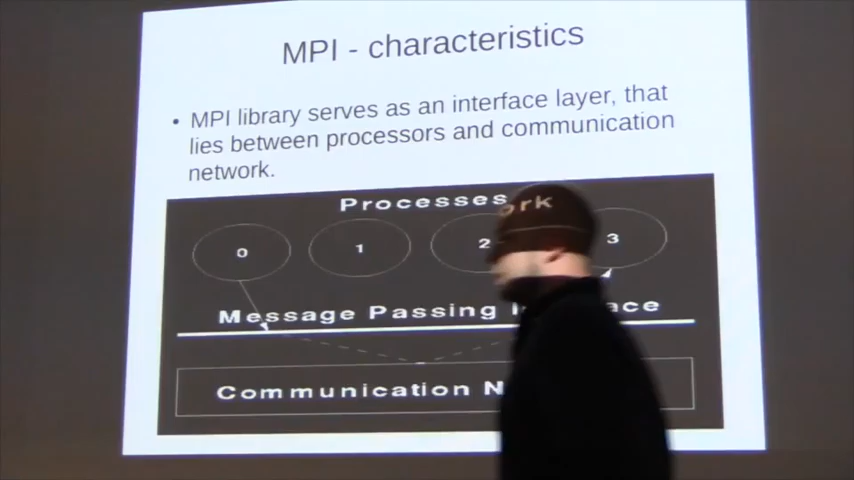 MPI - characteristics
• MPI library serves as an interface layer, that
lies between processors and communication
network.
Processes
ork
0 1 2 3
Message Passing I face
Communication N